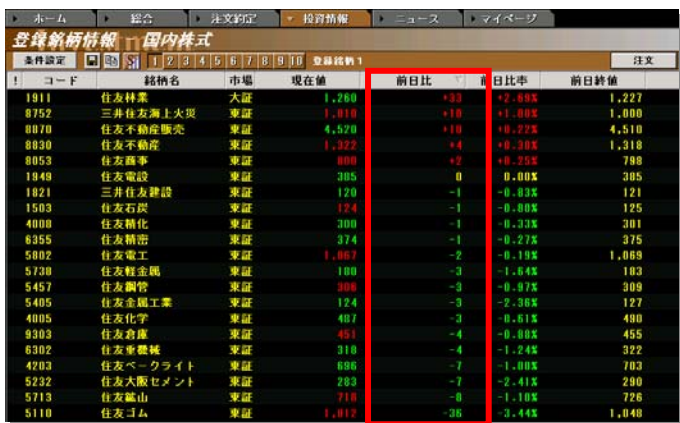 ホーム 総合 注文約定 投資情報 ニュース マイページ
登録銘柄情報 国内株式
条件設定 1 2 3 4 5 6 7 8 9 10 登録銘柄1 注文
! コード 銘柄名 市場 現在値 前日比 前日比率 前日終値
1911 住友林業 大証 1,260 +33 +2.69% 1,227
8752 三井住友海上火災 東証 1,010 +10 +1.00% 1,000
8870 住友不動産販売 東証 4,520 +10 +0.22% 4,510
8830 住友不動産 東証 1,322 +4 +0.30% 1,318
8053 住友商事 東証 800 +2 +0.25% 798
1949 住友電設 東証 305 0 0.00% 305
1821 三井住友建設 東証 120 -1 -0.83% 121
1503 住友石炭 東証 124 -1 -0.80% 125
4008 住友精化 東証 300 -1 -0.33% 301
6355 住友精密 東証 374 -1 -0.27% 375
5802 住友電工 東証 1,067 -2 -0.19% 1,069
5738 住友軽金属 東証 180 -3 -1.64% 183
5457 住友鋼管 東証 306 -3 -0.97% 309
5405 住友金属工業 東証 124 -3 -2.36% 127
4005 住友化学 東証 487 -3 -0.61% 490
9303 住友倉庫 東証 451 -4 -0.88% 455
6302 住友重機械 東証 318 -4 -1.24% 322
4203 住友ベークライト 東証 696 -7 -1.00% 703
5232 住友大阪セメント 東証 283 -7 -2.41% 290
5713 住友鉱山 東証 718 -8 -1.10% 726
5110 住友ゴム 東証 1,012 -36 -3.44% 1,048